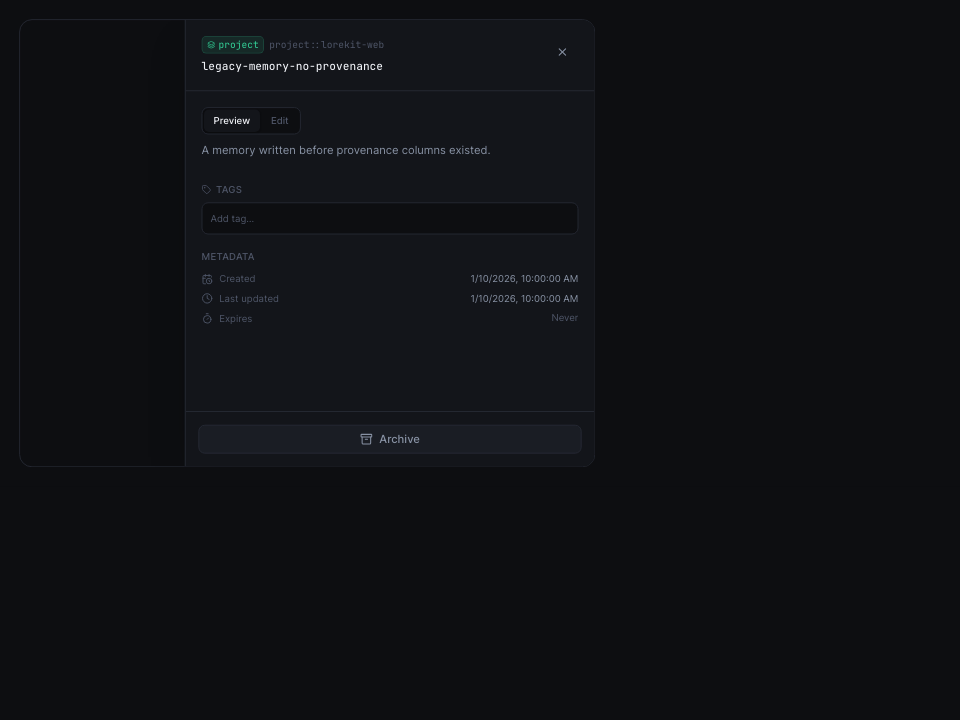 project project::lorekit-web
legacy-memory-no-provenance
Preview Edit
A memory written before provenance columns existed.
TAGS
Add tag...
METADATA
Created 1/10/2026, 10:00:00 AM
Last updated 1/10/2026, 10:00:00 AM
Expires Never
Archive